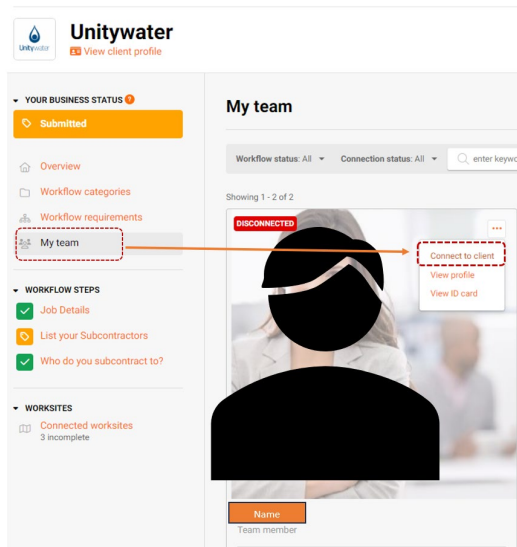 Unitywater
Unitywater
View client profile
YOUR BUSINESS STATUS ?
Submitted
Overview
Workflow categories
Workflow requirements
My team
WORKFLOW STEPS
Job Details
List your Subcontractors
Who do you subcontract to?
WORKSITES
Connected worksites
3 incomplete
My team
Workflow status: All Connection status: All enter keywo
Showing 1 - 2 of 2
DISCONNECTED
Connect to client
View profile
View ID card
Name
Team member